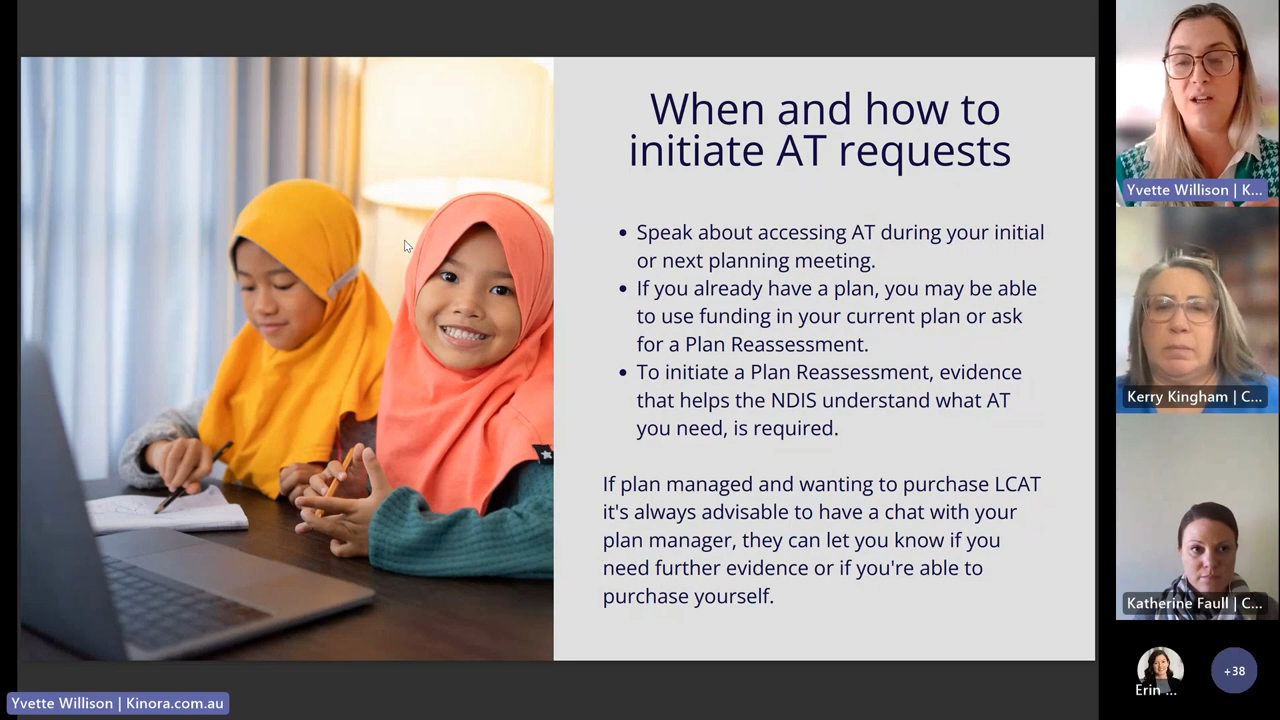 When and how to
initiate AT requests
Speak about accessing AT during your initial
or next planning meeting.
If you already have a plan, you may be able
to use funding in your current plan or ask
for a Plan Reassessment.
To initiate a Plan Reassessment, evidence
that helps the NDIS understand what AT
you need, is required.
If plan managed and wanting to purchase LCAT
it's always advisable to have a chat with your
plan manager, they can let you know if you
need further evidence or if you're able to
purchase yourself.
Yvette Willison | K...
Kerry Kingham | C...
Katherine Faull | C...
Erin ...
+38
Yvette Willison | Kinora.com.au